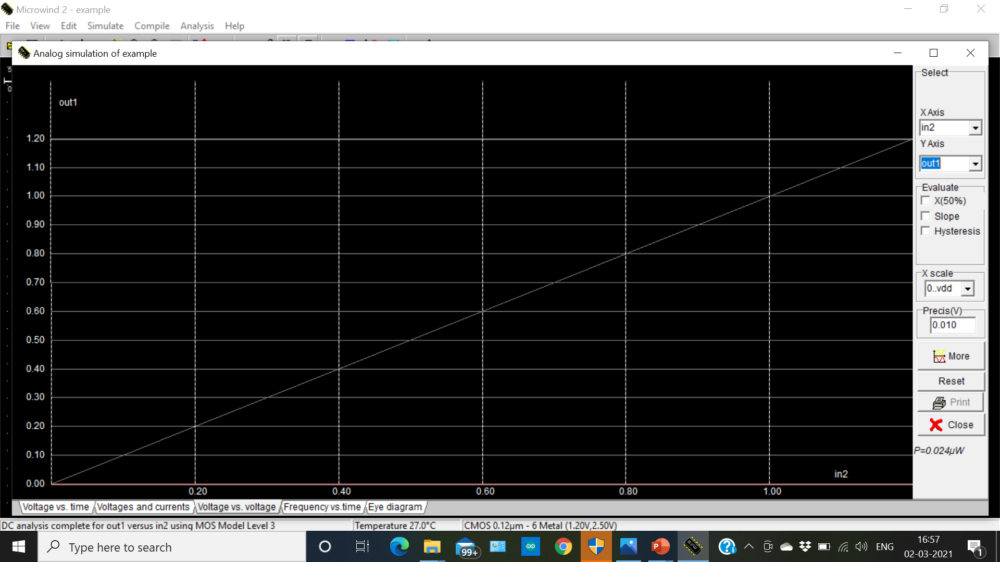 Microwind 2 - example
File View Edit Simulate Compile Analysis Help
Analog simulation of example
5
0
out1
1.20
1.10
1.00
0.90
0.80
0.70
0.60
0.50
0.40
0.30
0.20
0.10
0.00
in2
0.20 0.40 0.60 0.80 1.00
Select
X Axis
in2
Y Axis
out1
Evaluate
X(50%)
Slope
Hysteresis
X scale
0..vdd
Precis(V)
0.010
More
Reset
Print
Close
P=0.024µW
Voltage vs. time Voltages and currents Voltage vs. voltage Frequency vs.time Eye diagram
DC analysis complete for out1 versus in2 using MOS Model Level 3 Temperature 27.0°C CMOS 0.12µm - 6 Metal (1.20V,2.50V)
Type here to search
99+
P
ENG
16:57
02-03-2021
1